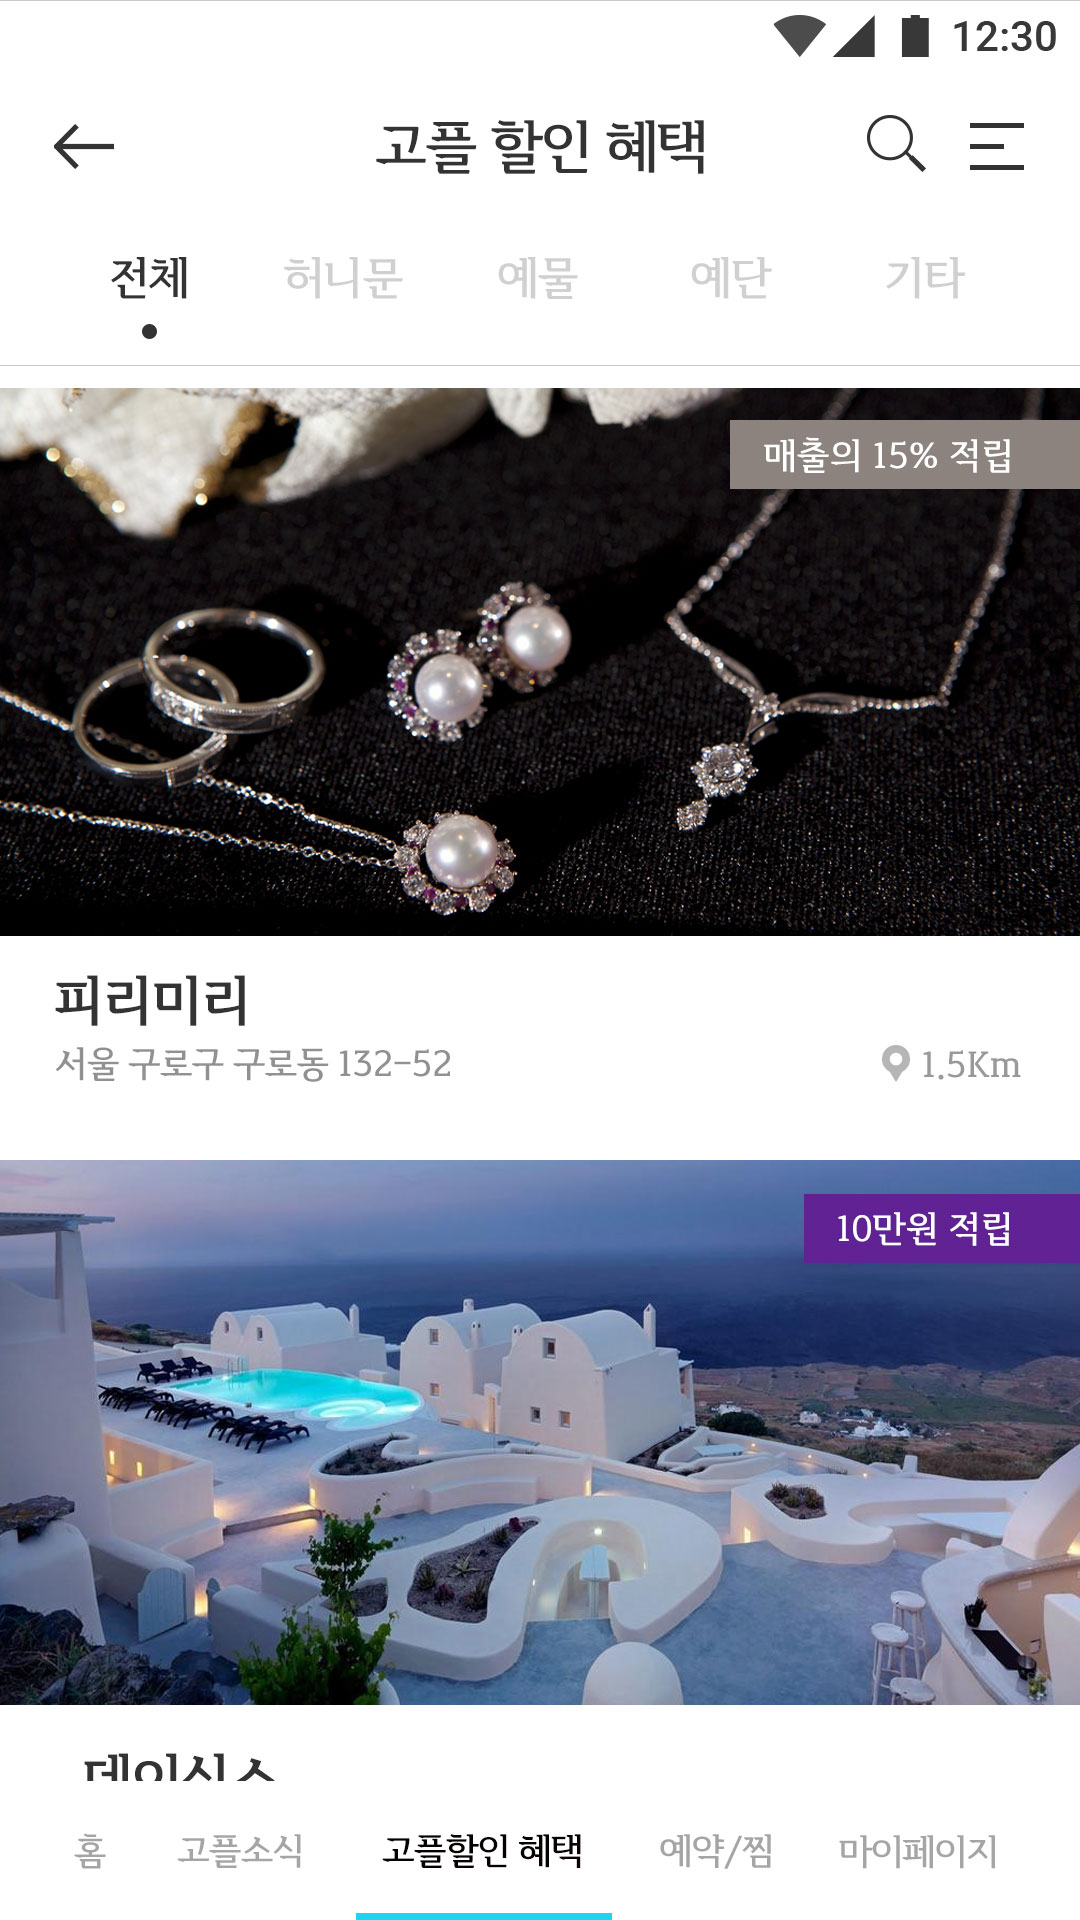 12:30
고플 할인 혜택
전체 허니문 예물 예단 기타
매출의 15% 적립
피리미리
서울 구로구 구로동 132-52
1.5Km
10만원 적립
홈 고플소식 고플할인 혜택 예약/찜 마이페이지